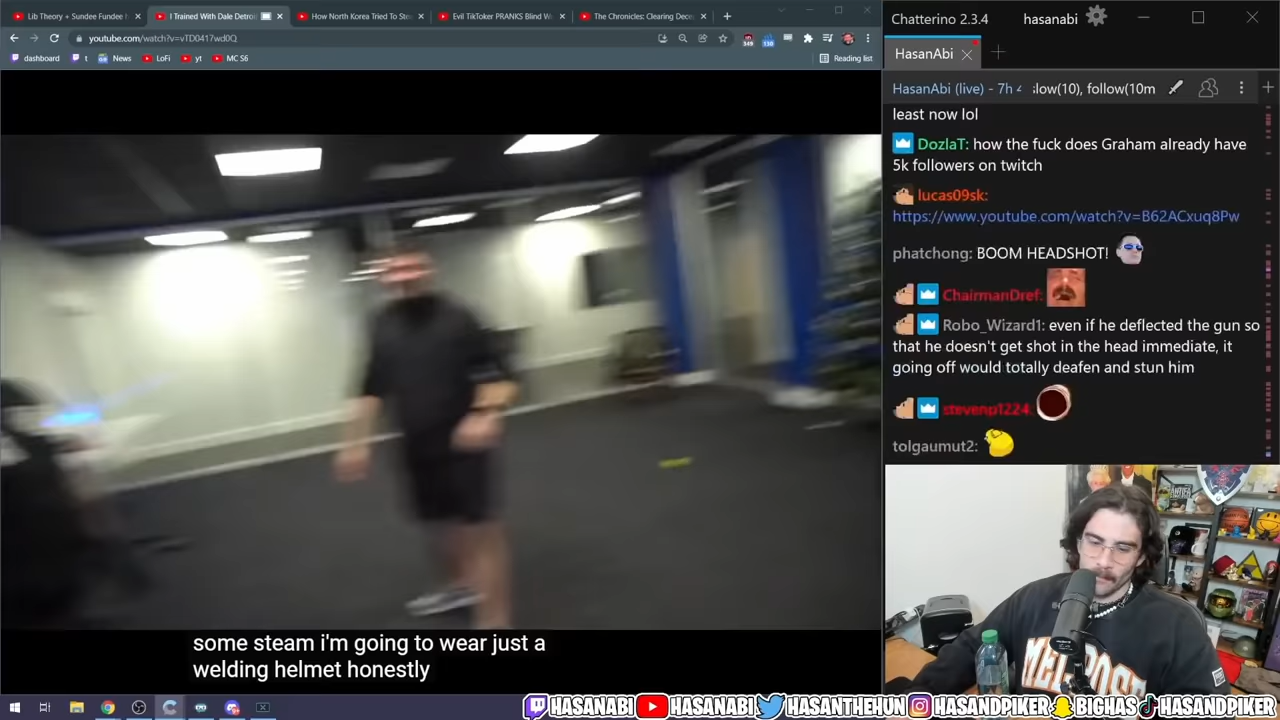 Lib Theory + Sundee Fundee
I Trained With Dale Detro
How North Korea Tried To Ste
Evil TikToker PRANKS Blind W
The Chronicles: Clearing Deco
youtube.com/watch?v=vTD0417wd0Q
dashboard
t
News
LoFi
yt
MC S6
Reading list
some steam i'm going to wear just a
welding helmet honestly
Chatterino 2.3.4
hasanabi
HasanAbi
HasanAbi (live) - 7h
low(10), follow(10m
least now lol
DozlaT: how the fuck does Graham already have
5k followers on twitch
lucas09sk:
https://www.youtube.com/watch?v=B62ACxuq8Pw
phatchong: BOOM HEADSHOT!
ChairmanDref:
Robo_Wizard1: even if he deflected the gun so
that he doesn't get shot in the head immediate, it
going off would totally deafen and stun him
stevenp1224:
tolgaumut2:
MELROSE
HASANABI HASANABI HASANTHEHUN HASANDPIKER BIGHAS HASANDPIKER